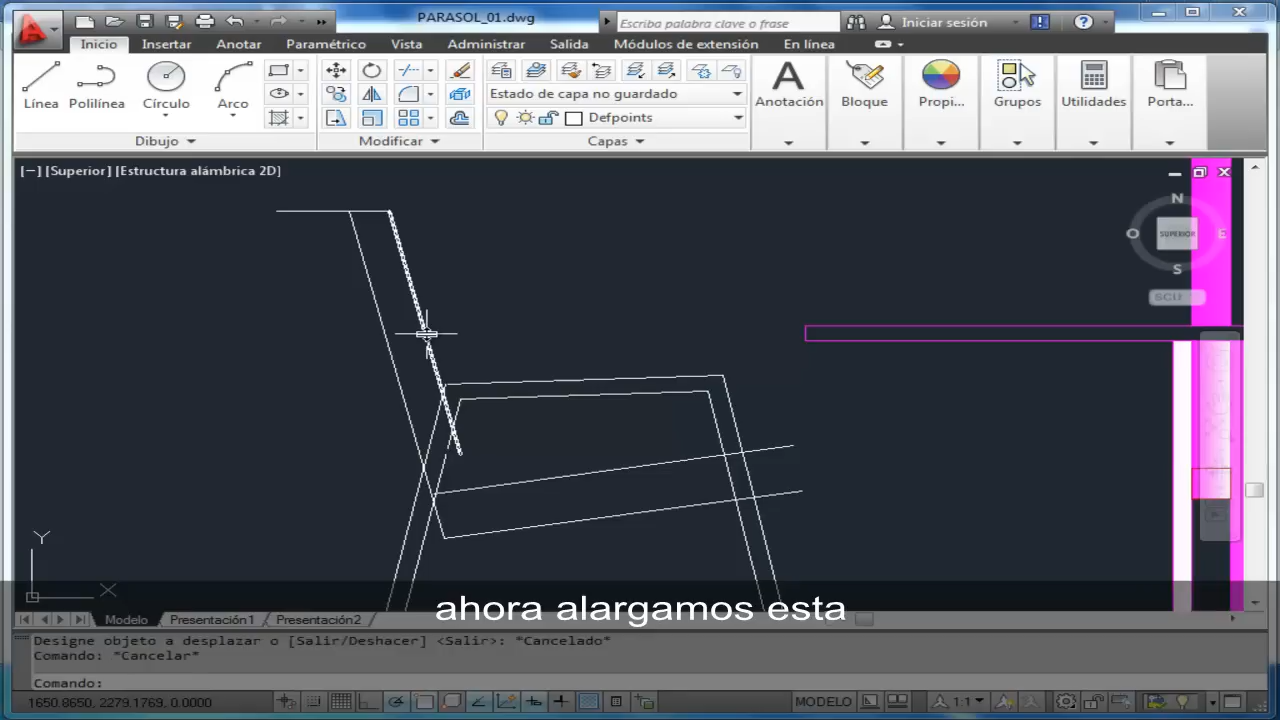 PARASOL_01.dwg
Escriba palabra clave o frase
Iniciar sesión
Inicio
Insertar
Anotar
Paramétrico
Vista
Administrar
Salida
Módulos de extensión
En línea
Línea
Polilínea
Círculo
Arco
Estado de capa no guardado
Defpoints
Anotación
Bloque
Propi...
Grupos
Utilidades
Porta...
Dibujo
Modificar
Capas
[−] [Superior] [Estructura alámbrica 2D]
N
O
SUPERIOR
E
S
SCU
Y
X
ahora alargamos esta
Modelo
Presentación1
Presentación2
Designe objeto a desplazar o [Salir/Deshacer] <Salir>: *Cancelado*
Comando: *Cancelar*
Comando:
1650.8650, 2279.1769, 0.0000
MODELO
1:1